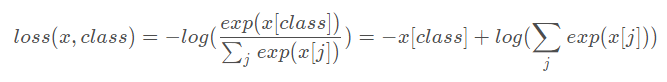 loss(x, class) = −log(exp(x[class]) / ∑_j exp(x[j])) = −x[class] + log(∑_j exp(x[j]))